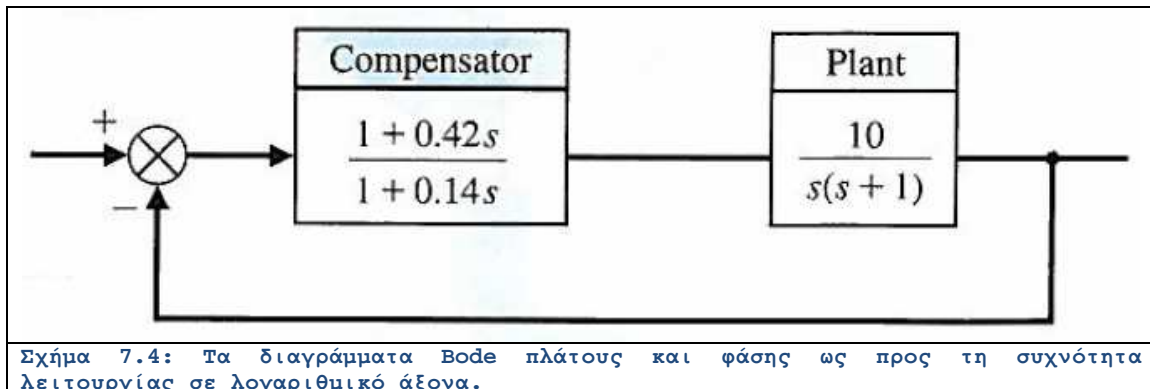 Compensator
1 + 0.42s
1 + 0.14s
Plant
10
s(s + 1)
+
−
Σχήμα 7.4: Τα διαγράμματα Bode πλάτους και φάσης ως προς τη συχνότητα
λειτουργίας σε λογαριθμικό άξονα.